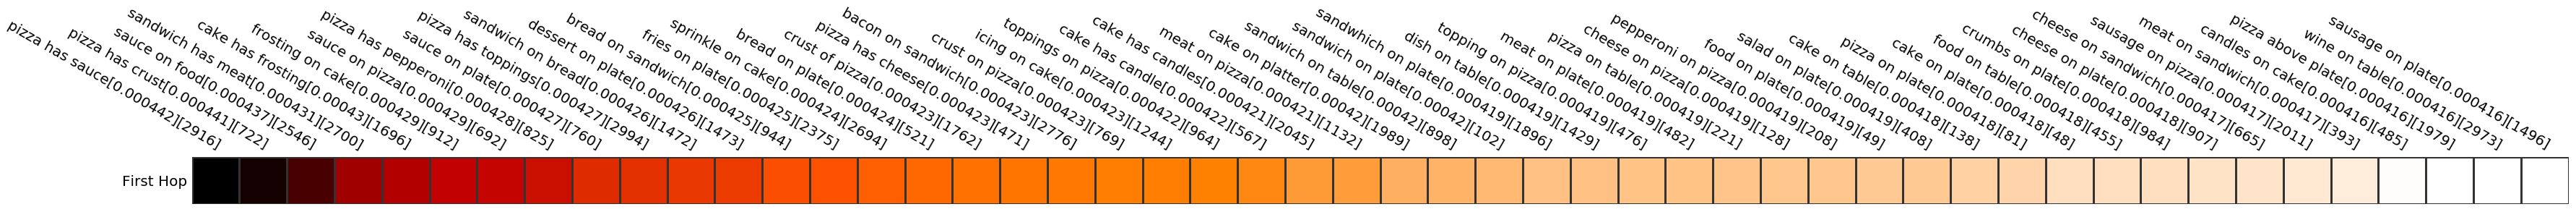 pizza has sauce[0.000442][2916]
pizza has crust[0.000441][722]
sauce on food[0.000437][2546]
sandwich has meat[0.000431][2700]
cake has frosting[0.00043][1696]
frosting on cake[0.000429][912]
sauce on pizza[0.000429][692]
pizza has pepperoni[0.000428][825]
sauce on plate[0.000427][760]
pizza has toppings[0.000427][2994]
sandwich on bread[0.000426][1472]
dessert on plate[0.000426][1473]
bread on sandwich[0.000425][944]
fries on plate[0.000425][2375]
sprinkle on cake[0.000424][2694]
bread on plate[0.000424][521]
crust of pizza[0.000423][1762]
pizza has cheese[0.000423][471]
bacon on sandwich[0.000423][2776]
crust on pizza[0.000423][769]
icing on cake[0.000423][1244]
toppings on pizza[0.000422][964]
cake has candle[0.000422][567]
cake has candles[0.000421][2045]
meat on pizza[0.000421][1132]
cake on platter[0.00042][1989]
sandwich on table[0.00042][898]
sandwich on plate[0.00042][102]
sandwhich on plate[0.000419][1896]
dish on table[0.000419][1429]
topping on pizza[0.000419][476]
meat on plate[0.000419][482]
pizza on table[0.000419][221]
cheese on pizza[0.000419][128]
pepperoni on pizza[0.000419][208]
food on plate[0.000419][49]
salad on plate[0.000419][408]
cake on table[0.000418][138]
pizza on plate[0.000418][81]
cake on plate[0.000418][48]
food on table[0.000418][455]
crumbs on plate[0.000418][984]
cheese on plate[0.000418][907]
cheese on sandwich[0.000417][665]
sausage on pizza[0.000417][2011]
meat on sandwich[0.000417][393]
candles on cake[0.000416][485]
pizza above plate[0.000416][1979]
wine on table[0.000416][2973]
sausage on plate[0.000416][1496]
First Hop